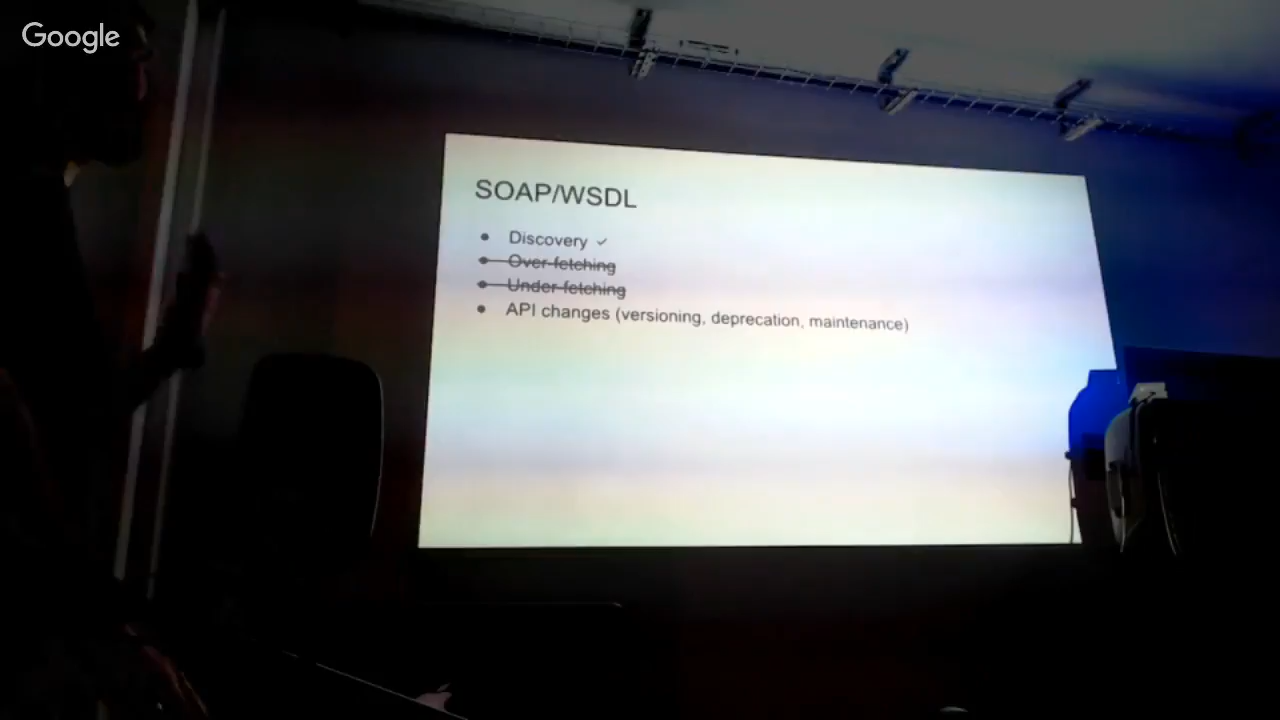 Google
SOAP/WSDL
Discovery ✓
Over-fetching
Under-fetching
API changes (versioning, deprecation, maintenance)